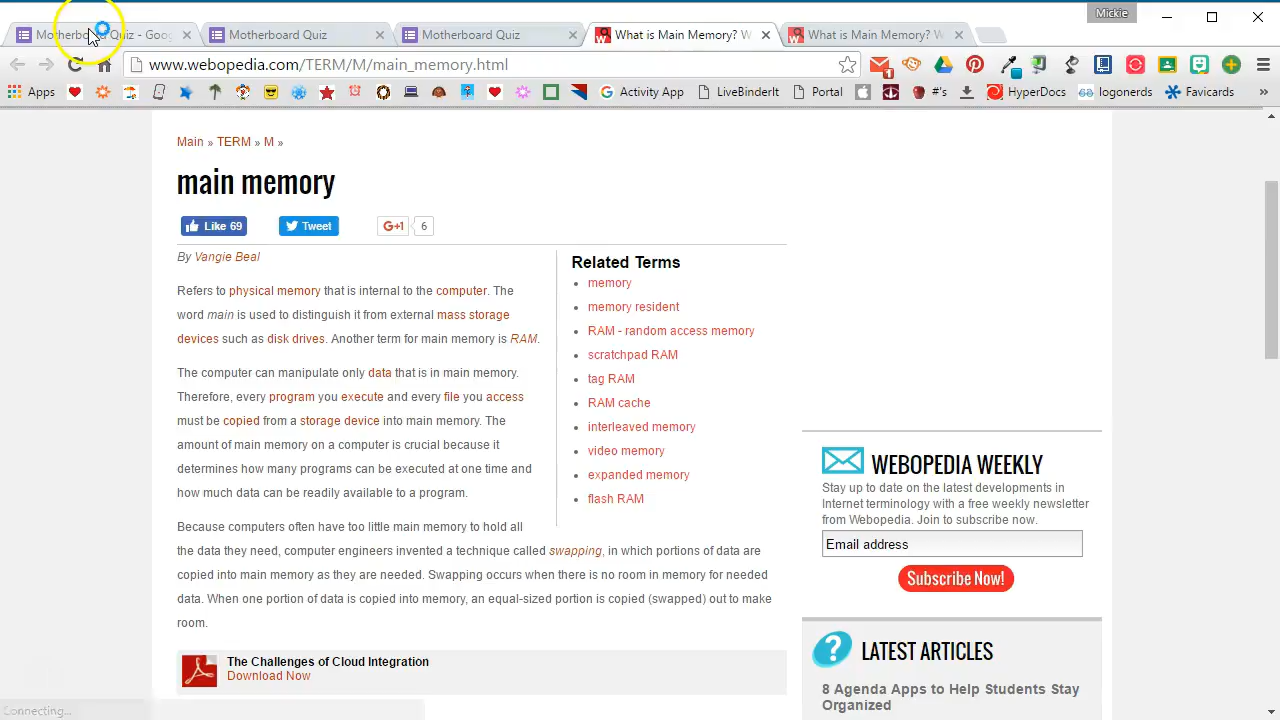 Mickie
Motherboard Quiz - Goog
Motherboard Quiz
Motherboard Quiz
What is Main Memory? W
What is Main Memory? W
www.webopedia.com/TERM/M/main_memory.html
1
Apps
Activity App
LiveBinderIt
Portal
#'s
HyperDocs
logonerds
Favicards
»
Main » TERM » M »
main memory
Like 69
Tweet
G+1
6
By Vangie Beal
Refers to physical memory that is internal to the computer. The
word main is used to distinguish it from external mass storage
devices such as disk drives. Another term for main memory is RAM.
The computer can manipulate only data that is in main memory.
Therefore, every program you execute and every file you access
must be copied from a storage device into main memory. The
amount of main memory on a computer is crucial because it
determines how many programs can be executed at one time and
how much data can be readily available to a program.
Because computers often have too little main memory to hold all
the data they need, computer engineers invented a technique called swapping, in which portions of data are
copied into main memory as they are needed. Swapping occurs when there is no room in memory for needed
data. When one portion of data is copied into memory, an equal-sized portion is copied (swapped) out to make
room.
Related Terms
memory
memory resident
RAM - random access memory
scratchpad RAM
tag RAM
RAM cache
interleaved memory
video memory
expanded memory
flash RAM
The Challenges of Cloud Integration
Download Now
WEBOPEDIA WEEKLY
Stay up to date on the latest developments in
Internet terminology with a free weekly newsletter
from Webopedia. Join to subscribe now.
Email address
Subscribe Now!
LATEST ARTICLES
8 Agenda Apps to Help Students Stay
Organized
Connecting...